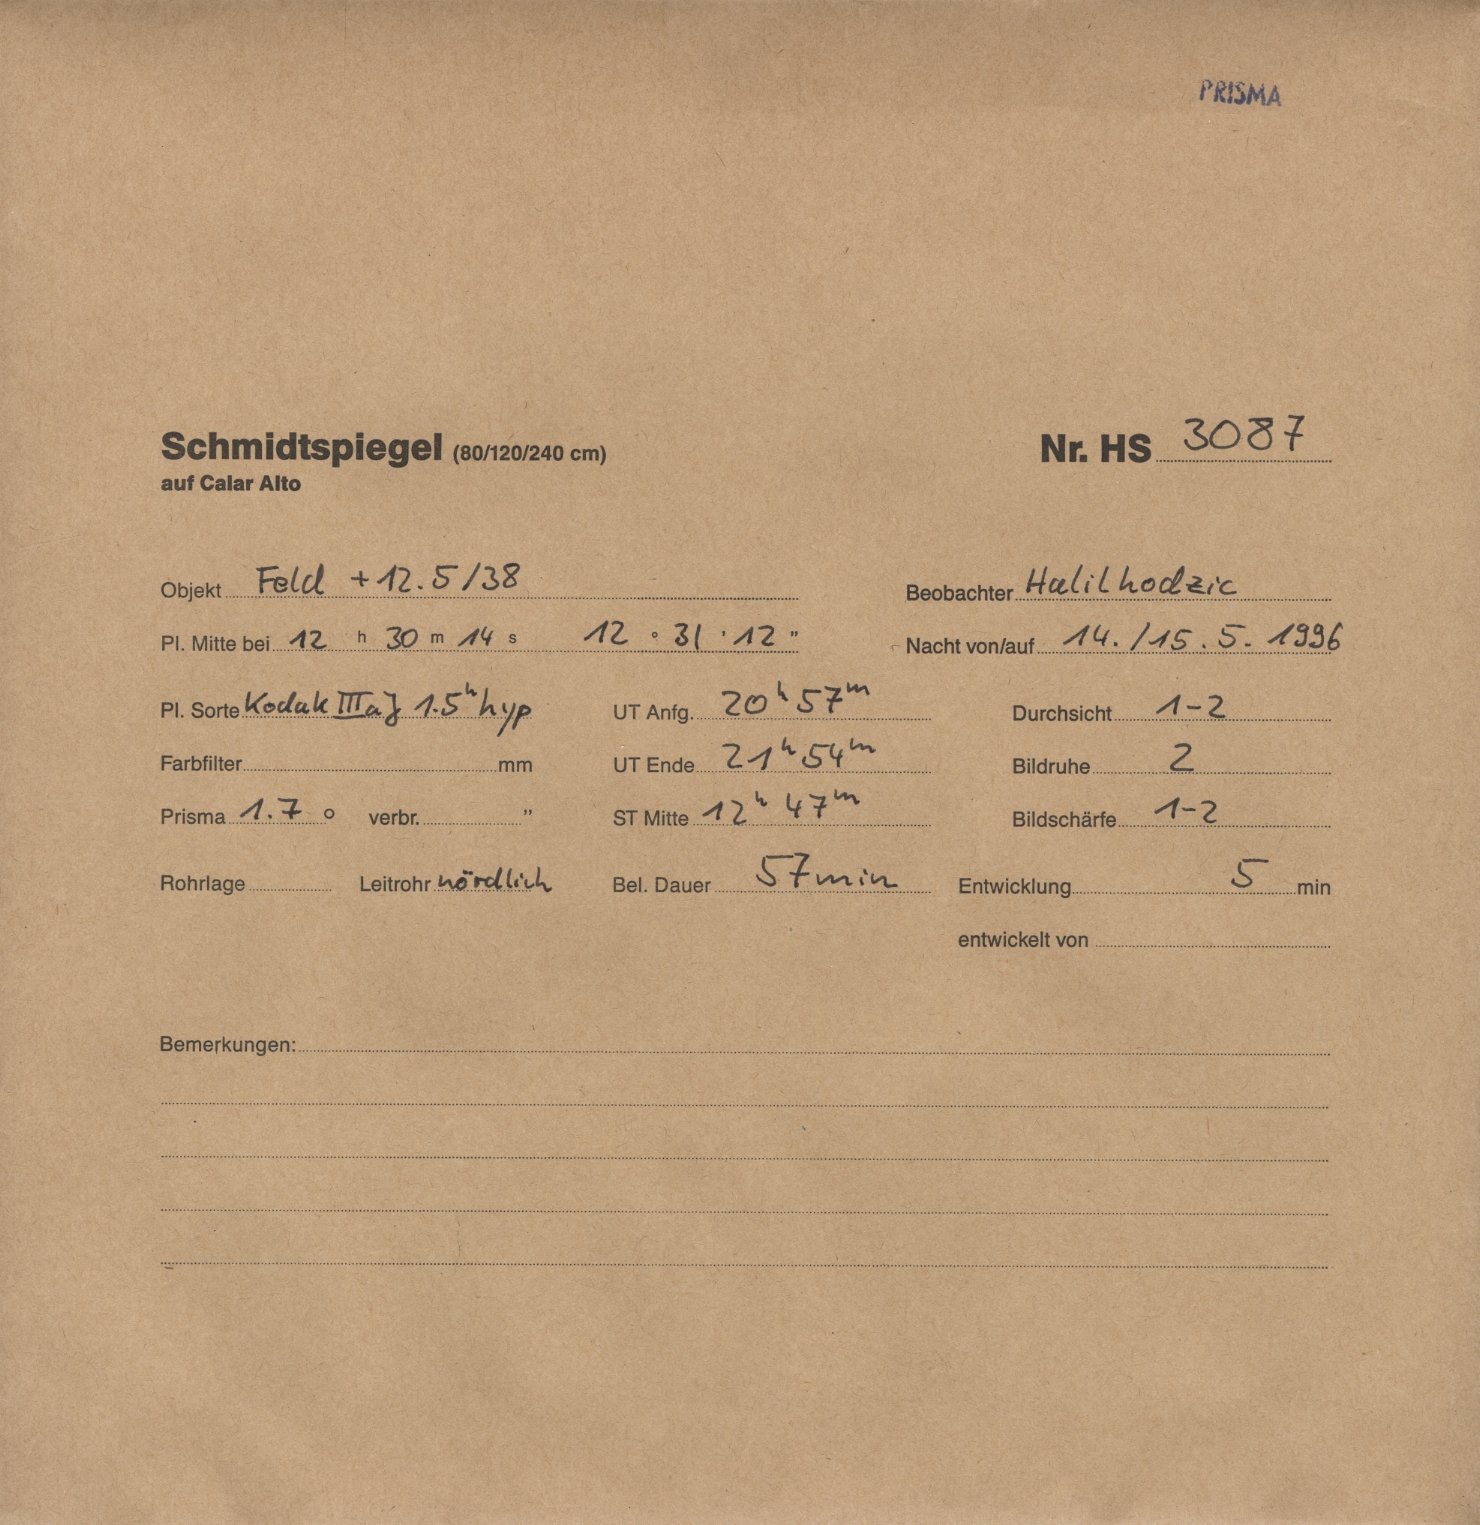 PRISMA
Schmidtspiegel (80/120/240 cm) Nr. HS 3087
auf Calar Alto
Objekt Feld +12.5/38 Beobachter Halilhodzic
Pl. Mitte bei 12 h 30 m 14 s 12 ° 31 ' 12 " Nacht von/auf 14./15.5. 1996
Pl. Sorte Kodak IIIaJ 1.5h hyp UT Anfg. 20h 57m Durchsicht 1-2
Farbfilter mm UT Ende 21h 54m Bildruhe 2
Prisma 1.7 ° verbr. " ST Mitte 12h 47m Bildschärfe 1-2
Rohrlage Leitrohr nördlich Bel. Dauer 57min Entwicklung 5 min
entwickelt von
Bemerkungen: